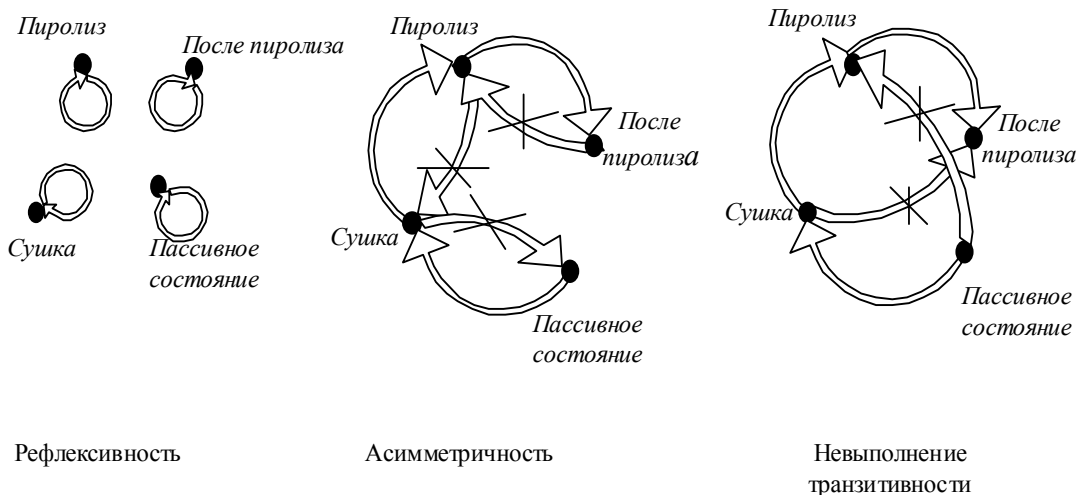 Пиролиз
После пиролиза
Сушка
Пассивное
состояние
Рефлексивность
Пиролиз
После
пиролиза
Сушка
Пассивное
состояние
Асимметричность
Пиролиз
После
пиролиза
Сушка
Пассивное
состояние
Невыполнение
транзитивности